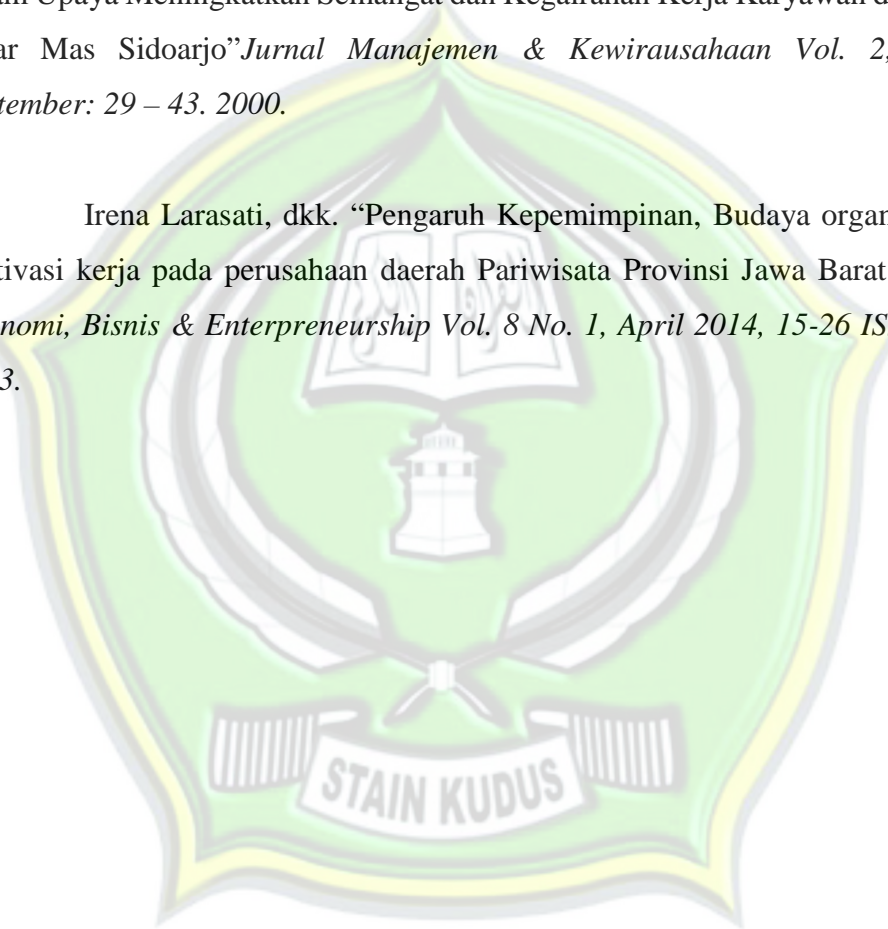 Upaya Meningkatkan Semangat dan Kegairahan Kerja Karyawan d
ar Mas Sidoarjo”Jurnal Manajemen & Kewirausahaan Vol. 2,
tember: 29 – 43. 2000.
Irena Larasati, dkk. “Pengaruh Kepemimpinan, Budaya organ
tivasi kerja pada perusahaan daerah Pariwisata Provinsi Jawa Barat
nomi, Bisnis & Enterpreneurship Vol. 8 No. 1, April 2014, 15-26 IS
3.
STAIN KUDUS